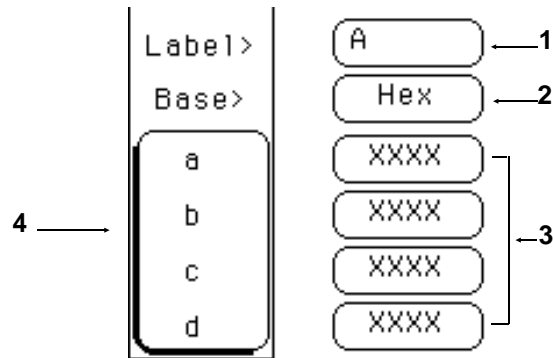 Label> A 1
Base> Hex 2
a XXXX
b XXXX
4 3
c XXXX
d XXXX